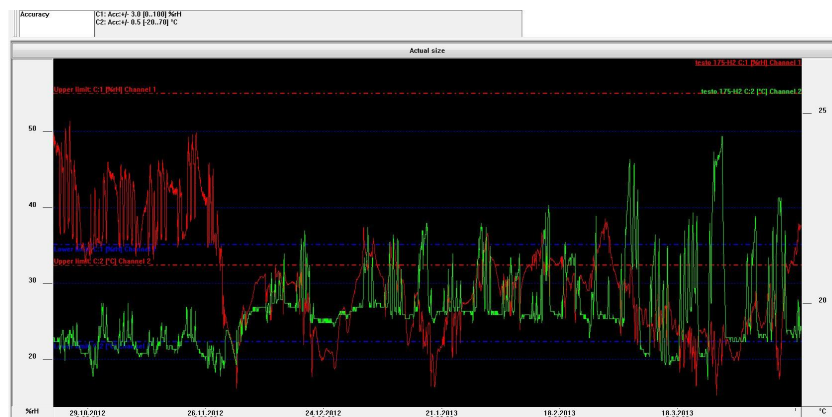 Accuracy
C1: Acc:+/- 3.0 [0..100] %rH
C2: Acc:+/- 0.5 [-20..70] °C
Actual size
testo 175-H2 C:1 [%rH] Channel 1
Upper limit: C:1 [%rH] Channel 1
testo 175-H2 C:2 [°C] Channel 2
25
50
40
Upper limit: C:2 [°C] Channel 2
30
20
20
%rH
29.10.2012
26.11.2012
24.12.2012
21.1.2013
18.2.2013
18.3.2013
°C